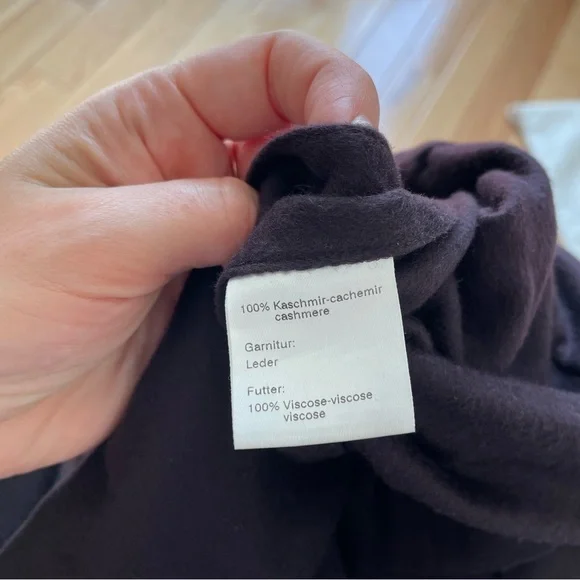 100% Kaschmir-cachemir
cashmere
Garnitur:
Leder
Futter:
100% Viscose-viscose
viscose